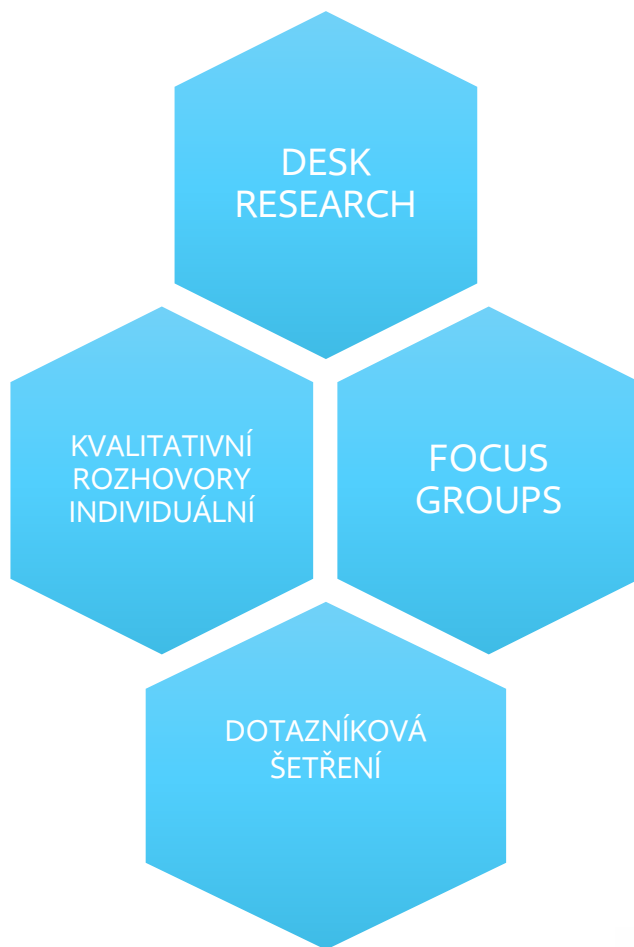 DESK
RESEARCH
KVALITATIVNÍ
ROZHOVORY
INDIVIDUÁLNÍ
FOCUS
GROUPS
DOTAZNÍKOVÁ
ŠETŘENÍ